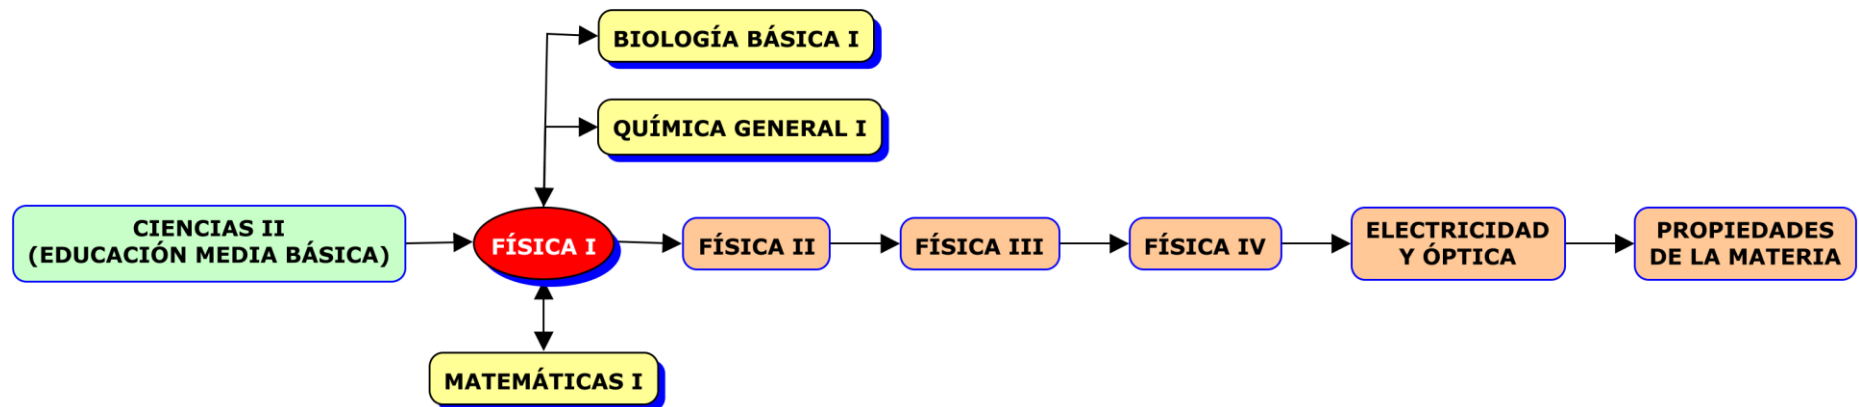 BIOLOGÍA BÁSICA I
QUÍMICA GENERAL I
CIENCIAS II
(EDUCACIÓN MEDIA BÁSICA)
FÍSICA I
FÍSICA II
FÍSICA III
FÍSICA IV
ELECTRICIDAD
Y ÓPTICA
PROPIEDADES
DE LA MATERIA
MATEMÁTICAS I